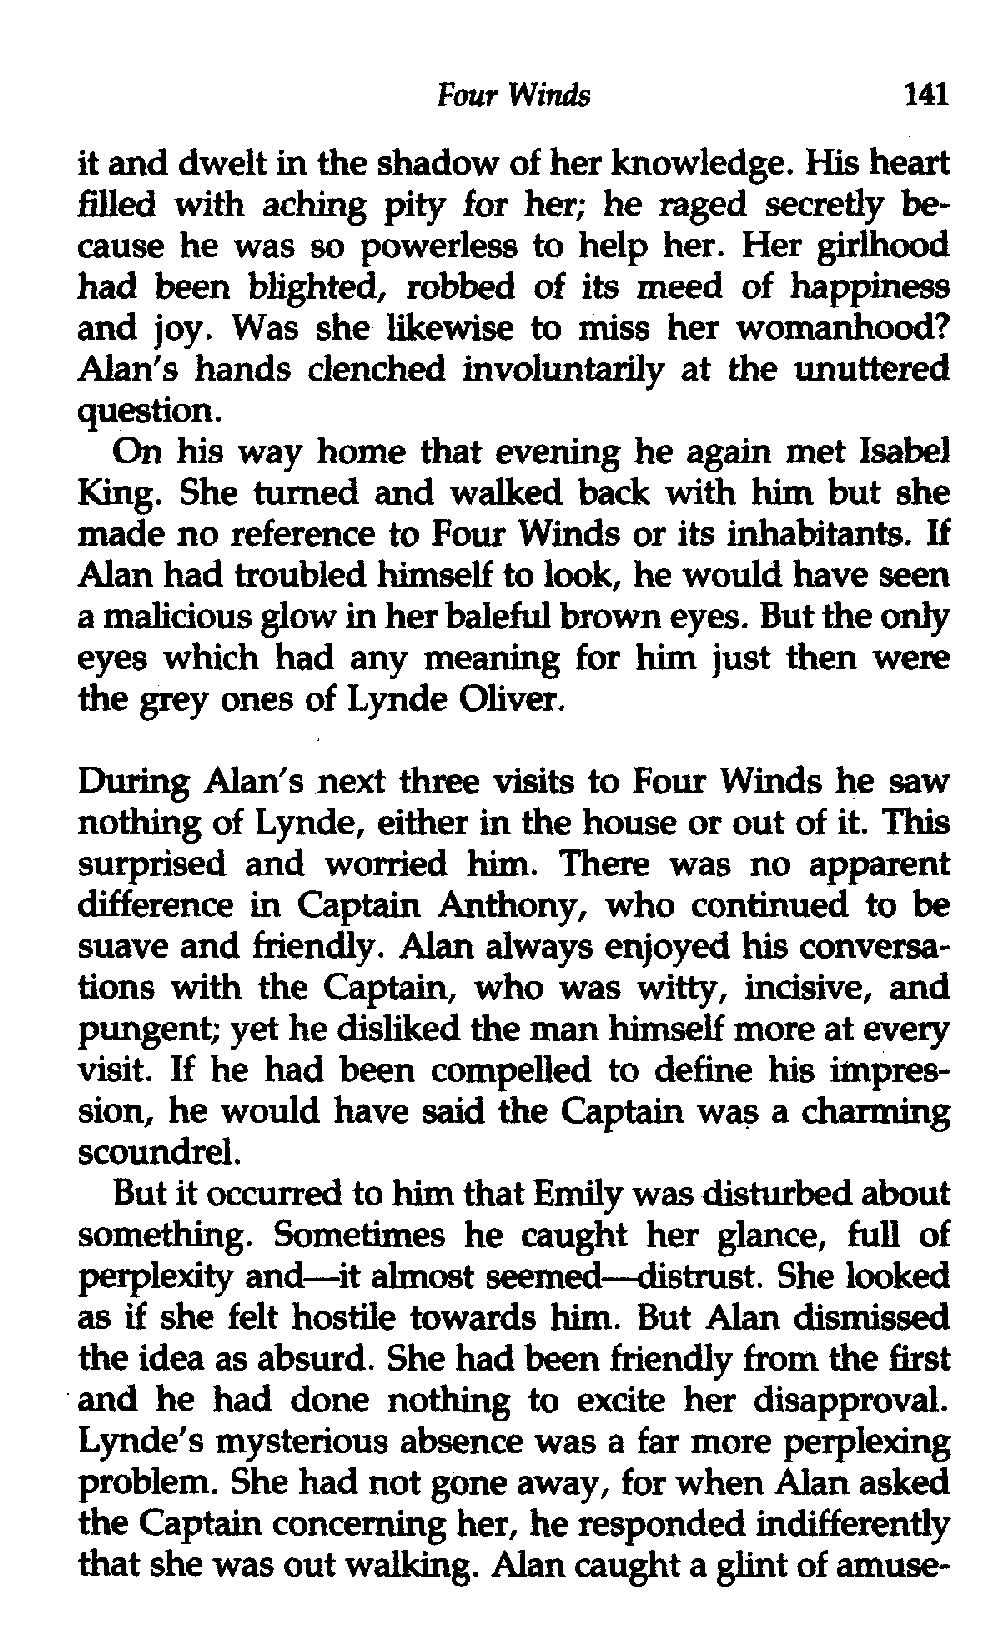 Four Winds 141
it and dwelt in the shadow of her knowledge. His heart
filled with aching pity for her; he raged secretly be-
cause he was so powerless to help her. Her girlhood
had been blighted, robbed of its meed of happiness
and joy. Was she likewise to miss her womanhood?
Alan's hands clenched involuntarily at the unuttered
question.
On his way home that evening he again met Isabel
King. She turned and walked back with him but she
made no reference to Four Winds or its inhabitants. If
Alan had troubled himself to look, he would have seen
a malicious glow in her baleful brown eyes. But the only
eyes which had any meaning for him just then were
the grey ones of Lynde Oliver.
During Alan's next three visits to Four Winds he saw
nothing of Lynde, either in the house or out of it. This
surprised and worried him. There was no apparent
difference in Captain Anthony, who continued to be
suave and friendly. Alan always enjoyed his conversa-
tions with the Captain, who was witty, incisive, and
pungent; yet he disliked the man himself more at every
visit. If he had been compelled to define his impres-
sion, he would have said the Captain was a charming
scoundrel.
But it occurred to him that Emily was disturbed about
something. Sometimes he caught her glance, full of
perplexity and—it almost seemed—distrust. She looked
as if she felt hostile towards him. But Alan dismissed
the idea as absurd. She had been friendly from the first
and he had done nothing to excite her disapproval.
Lynde's mysterious absence was a far more perplexing
problem. She had not gone away, for when Alan asked
the Captain concerning her, he responded indifferently
that she was out walking. Alan caught a glint of amuse-